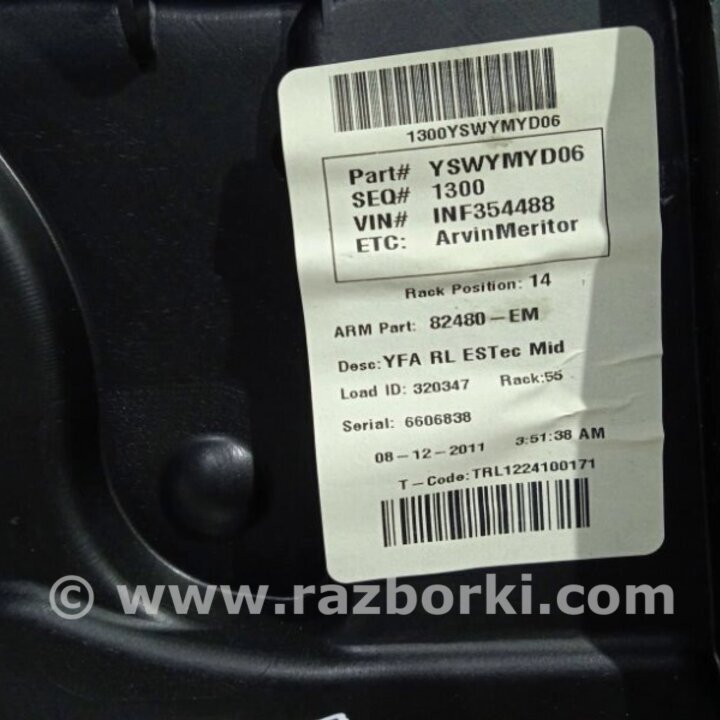 1300YSWYMYD06
Part# YSWYMYD06
SEQ# 1300
VIN# INF354488
ETC: ArvinMeritor
Rack Position: 14
ARM Part: 82480-EM
Desc: YFA RL ESTec Mid
Load ID: 320347 Rack:55
Serial: 6606838
08-12-2011 3:51:38 AM
T-Code: TRL1224100171
© www.razborki.com